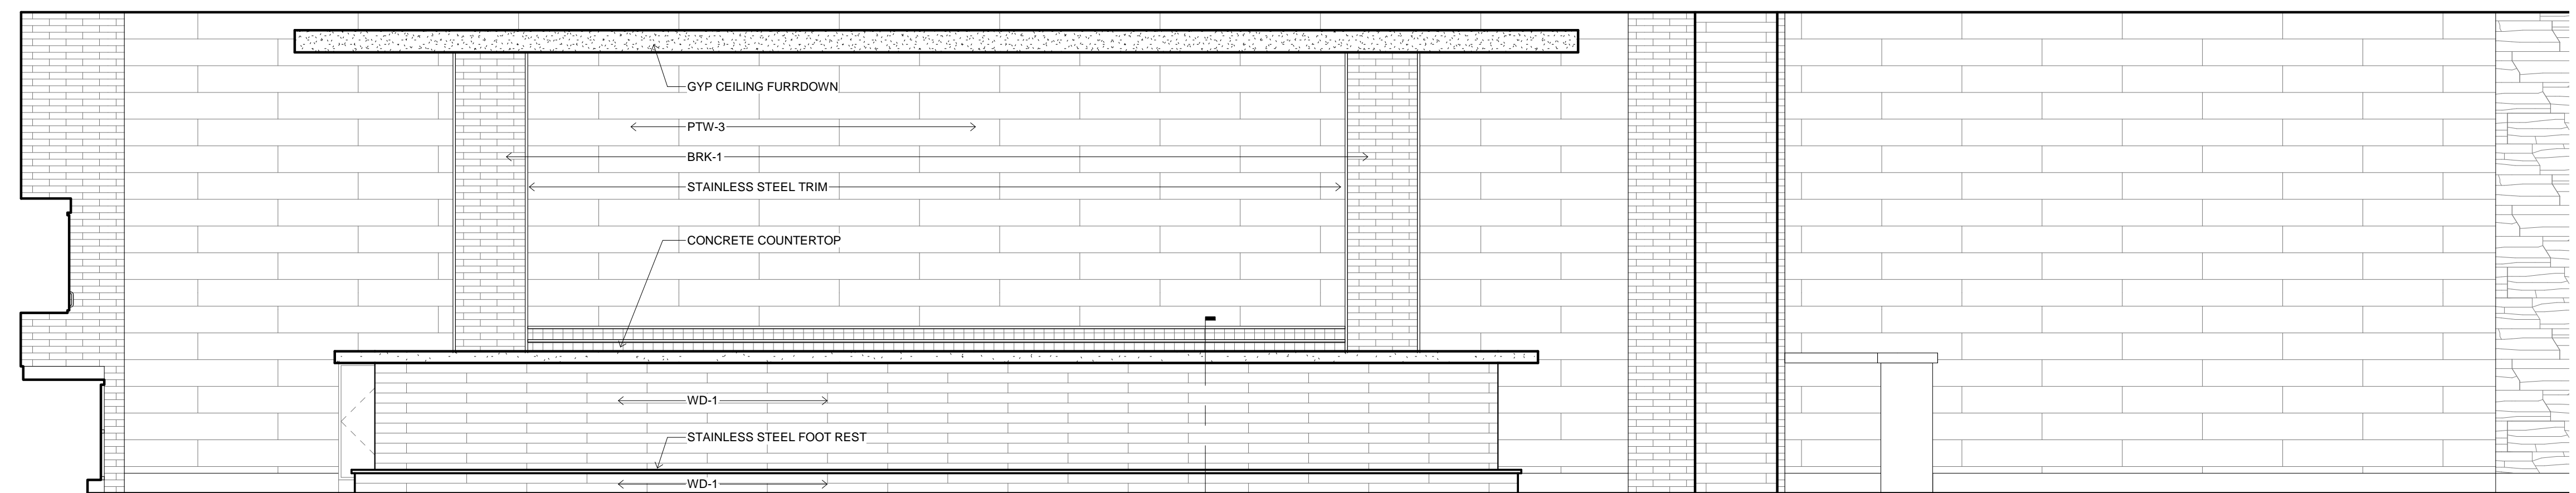 GYP CEILING FURRDOWN
PTW-3
BRK-1
STAINLESS STEEL TRIM
CONCRETE COUNTERTOP
WD-1
STAINLESS STEEL FOOT REST
WD-1